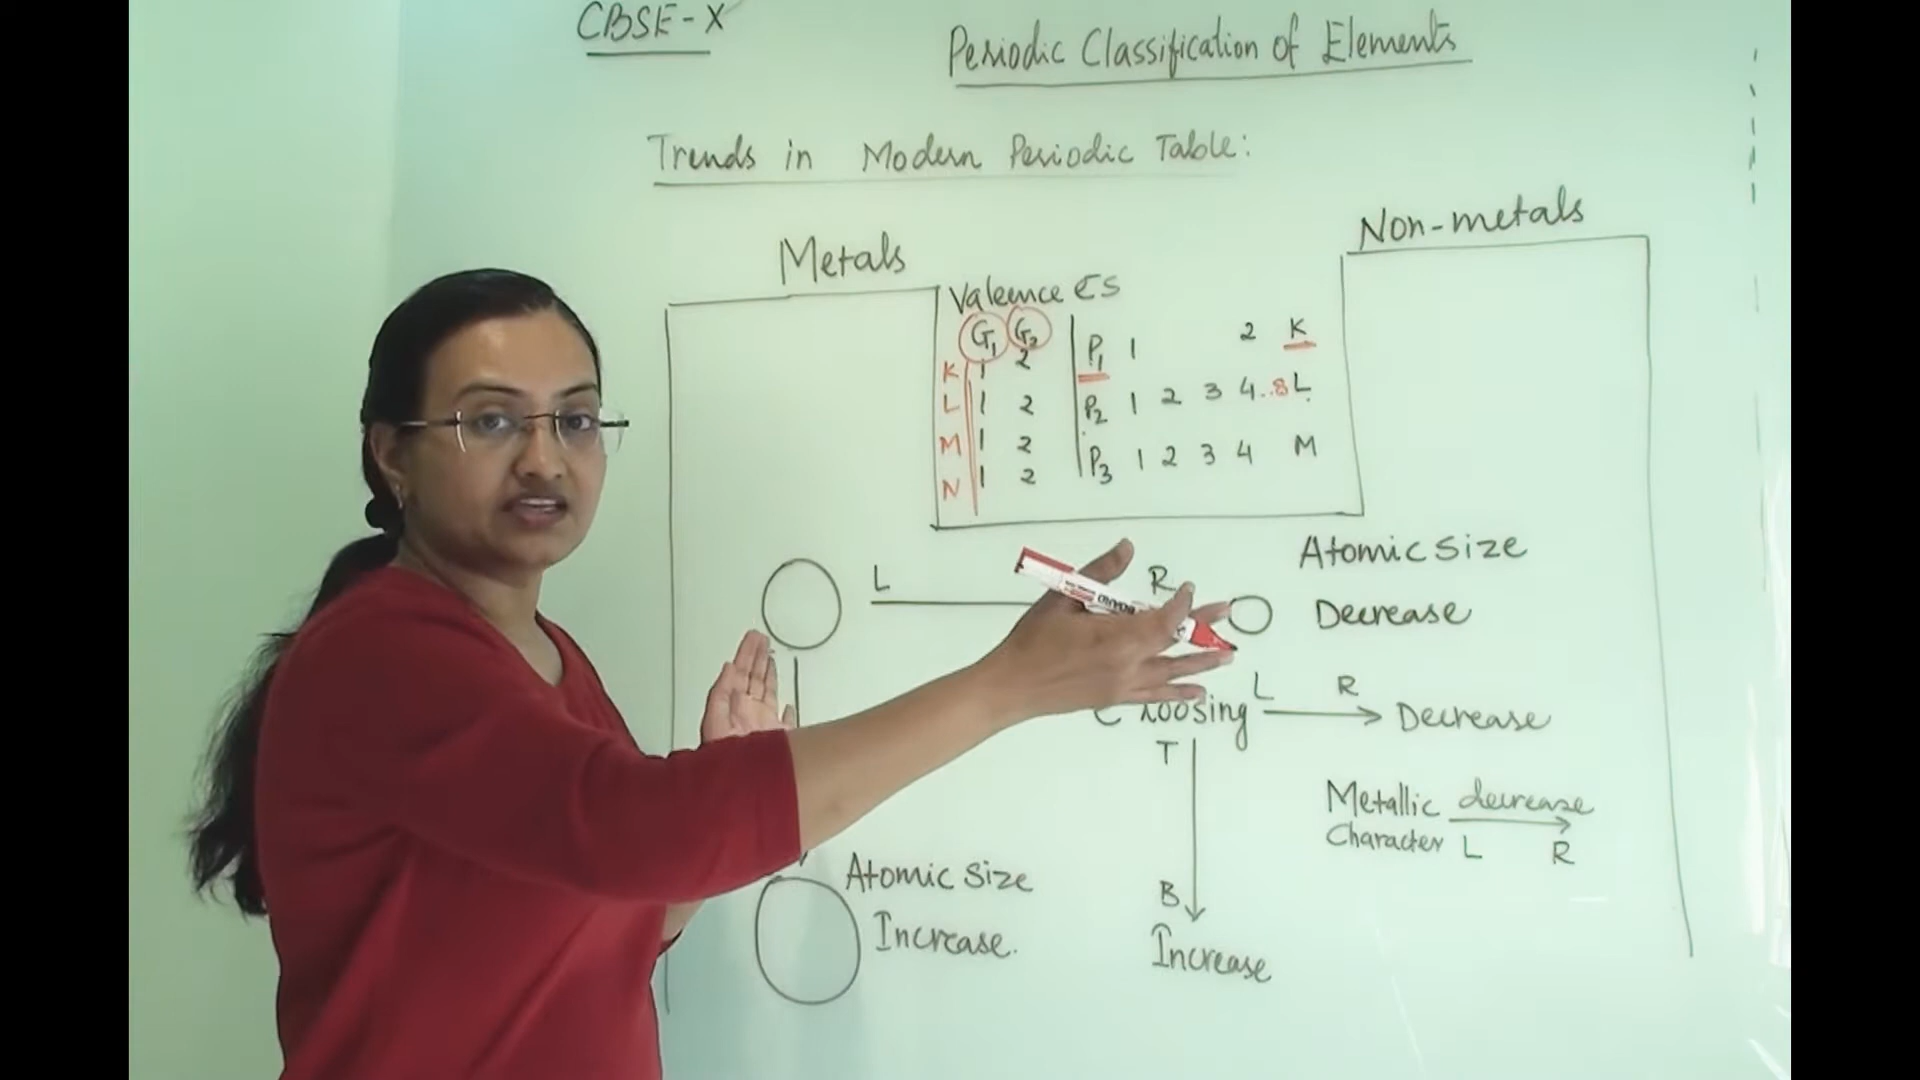 CBSE-X
Periodic Classification of Elements
Trends in Modern Periodic Table:
Metals
Non-metals
Valeence es
G1 G2
K 1 2
L 1 2
M 1 2
N 1 2
P1 1 2 K
P2 1 2 3 4..8 L
P3 1 2 3 4 M
L R
Atomic Size
Decrease
L R
Decrease
T
B
Increase
Metallic decrease
Character L R
Atomic Size
Increase.